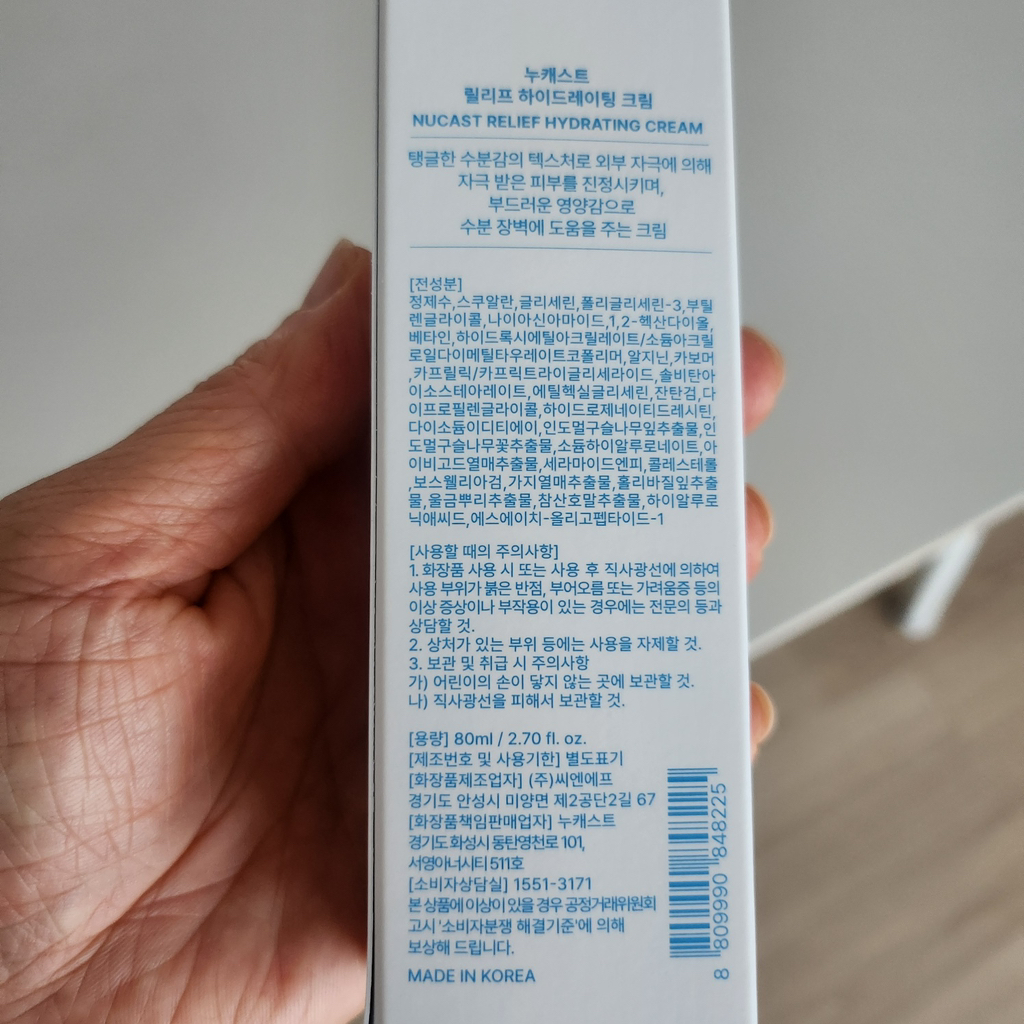 누캐스트
릴리프 하이드레이팅 크림
NUCAST RELIEF HYDRATING CREAM
탱글한 수분감의 텍스처로 외부 자극에 의해
자극 받은 피부를 진정시키며,
부드러운 영양감으로
수분 장벽에 도움을 주는 크림
[전성분]
정제수,스쿠알란,글리세린,폴리글리세린-3,부틸
렌글라이콜,나이아신아마이드,1,2-헥산다이올,
베타인,하이드록시에틸아크릴레이트/소듐아크릴
로일다이메틸타우레이트코폴리머,알지닌,카보머
,카프릴릭/카프릭트라이글리세라이드,솔비탄아
이소스테아레이트,에틸헥실글리세린,잔탄검,다
이프로필렌글라이콜,하이드로제네이티드레시틴,
다이소듐이디티에이,인도멀구슬나무잎추출물,인
도멀구슬나무꽃추출물,소듐하이알루로네이트,아
이비고드열매추출물,세라마이드엔피,콜레스테롤
,보스웰리아검,가지열매추출물,홀리바질잎추출
물,울금뿌리추출물,참산호말추출물,하이알루로
닉애씨드,에스에이치-올리고펩타이드-1
[사용할 때의 주의사항]
1. 화장품 사용 시 또는 사용 후 직사광선에 의하여
사용 부위가 붉은 반점, 부어오름 또는 가려움증 등의
이상 증상이나 부작용이 있는 경우에는 전문의 등과
상담할 것.
2. 상처가 있는 부위 등에는 사용을 자제할 것.
3. 보관 및 취급 시 주의사항
가) 어린이의 손이 닿지 않는 곳에 보관할 것.
나) 직사광선을 피해서 보관할 것.
[용량] 80ml / 2.70 fl. oz.
[제조번호 및 사용기한] 별도표기
[화장품제조업자] (주)씨엔에프
경기도 안성시 미양면 제2공단2길 67
[화장품책임판매업자] 누캐스트
경기도 화성시 동탄영천로 101,
서영아너시티 511호
[소비자상담실] 1551-3171
본 상품에 이상이 있을 경우 공정거래위원회
고시 '소비자분쟁 해결기준'에 의해
보상해 드립니다.
MADE IN KOREA
8 809990 848225